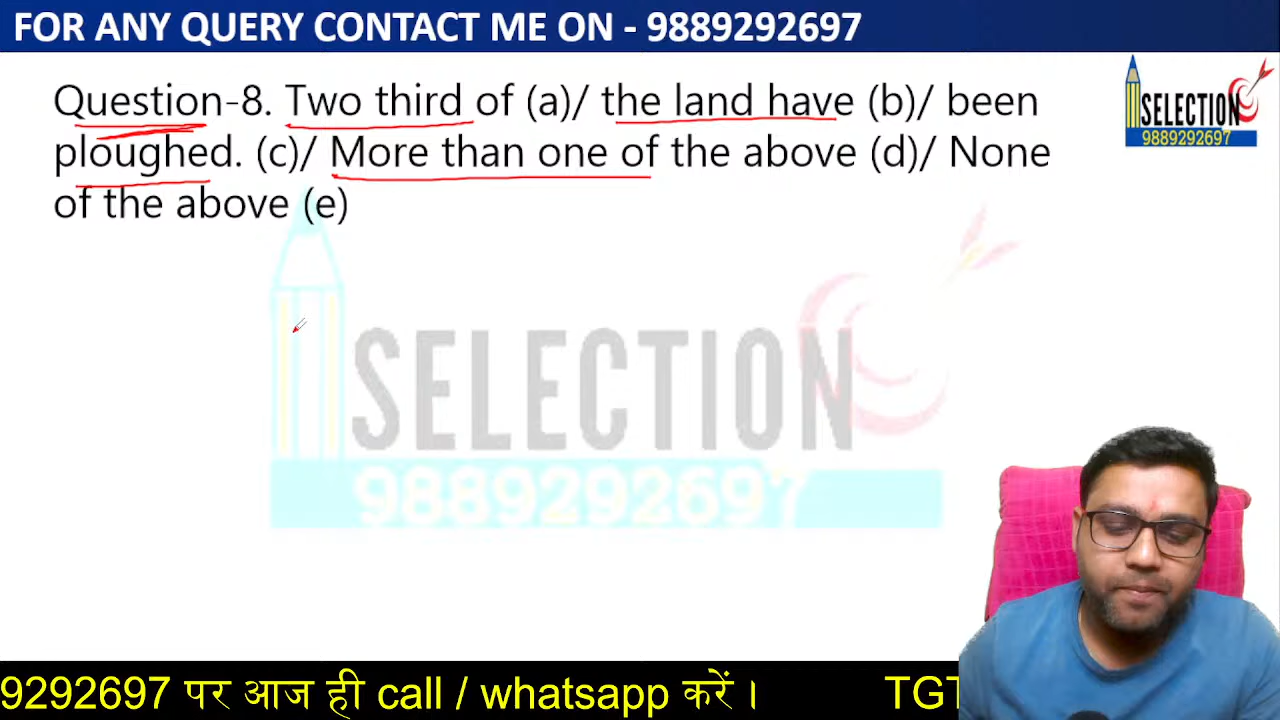 FOR ANY QUERY CONTACT ME ON - 9889292697
SELECTION
9889292697
Question-8. Two third of (a)/ the land have (b)/ been
ploughed. (c)/ More than one of the above (d)/ None
of the above (e)
SELECTION
9889292697
9292697 पर आज ही call / whatsapp करें। TGT